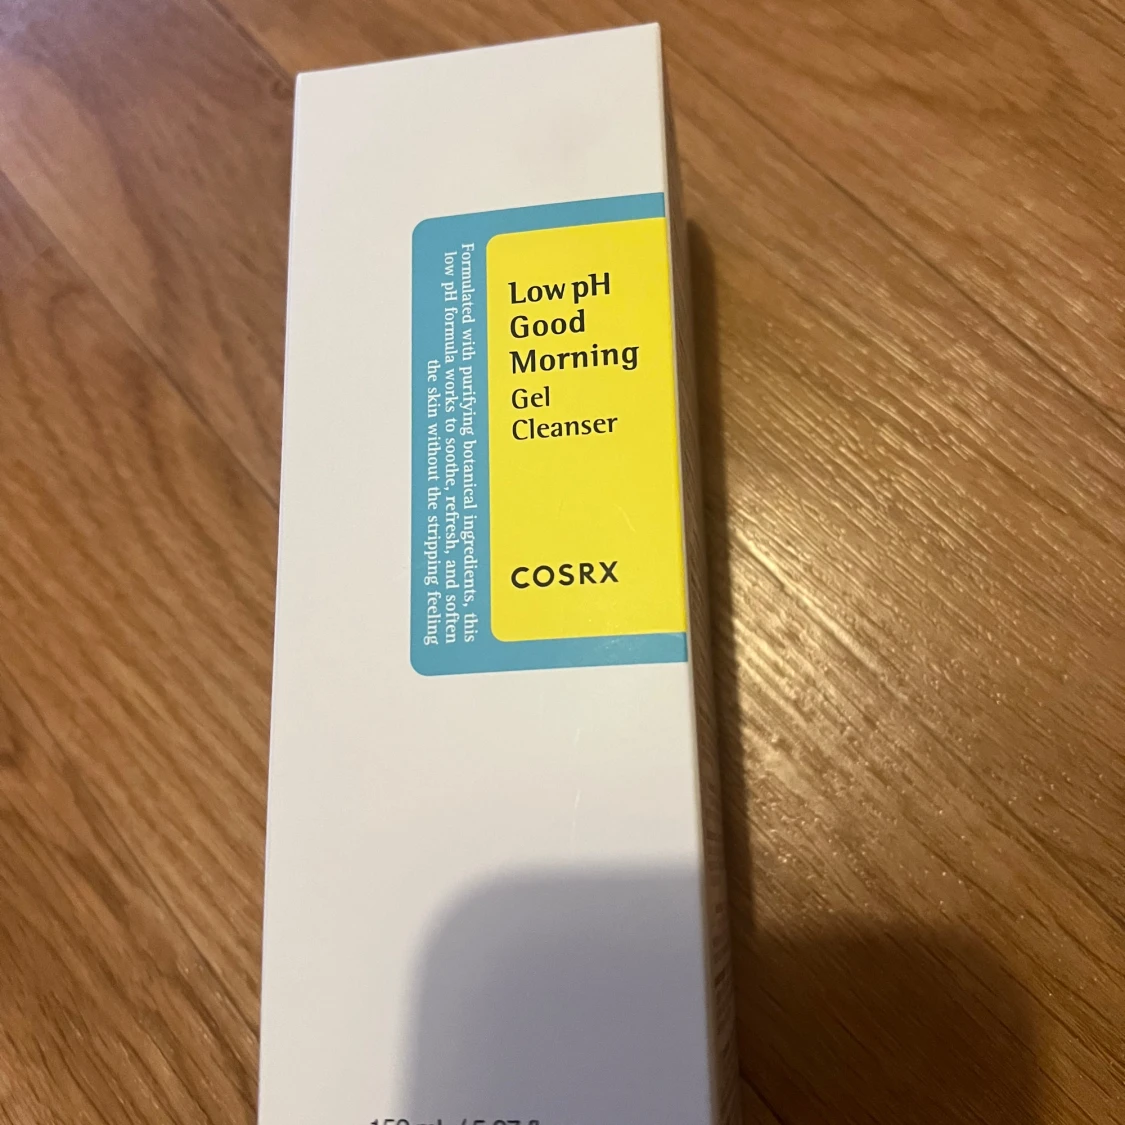 Low pH
Good
Morning
Gel
Cleanser
COSRX
Formulated with purifying botanical ingredients, this
low pH formula works to soothe, refresh, and soften
the skin without the stripping feeling